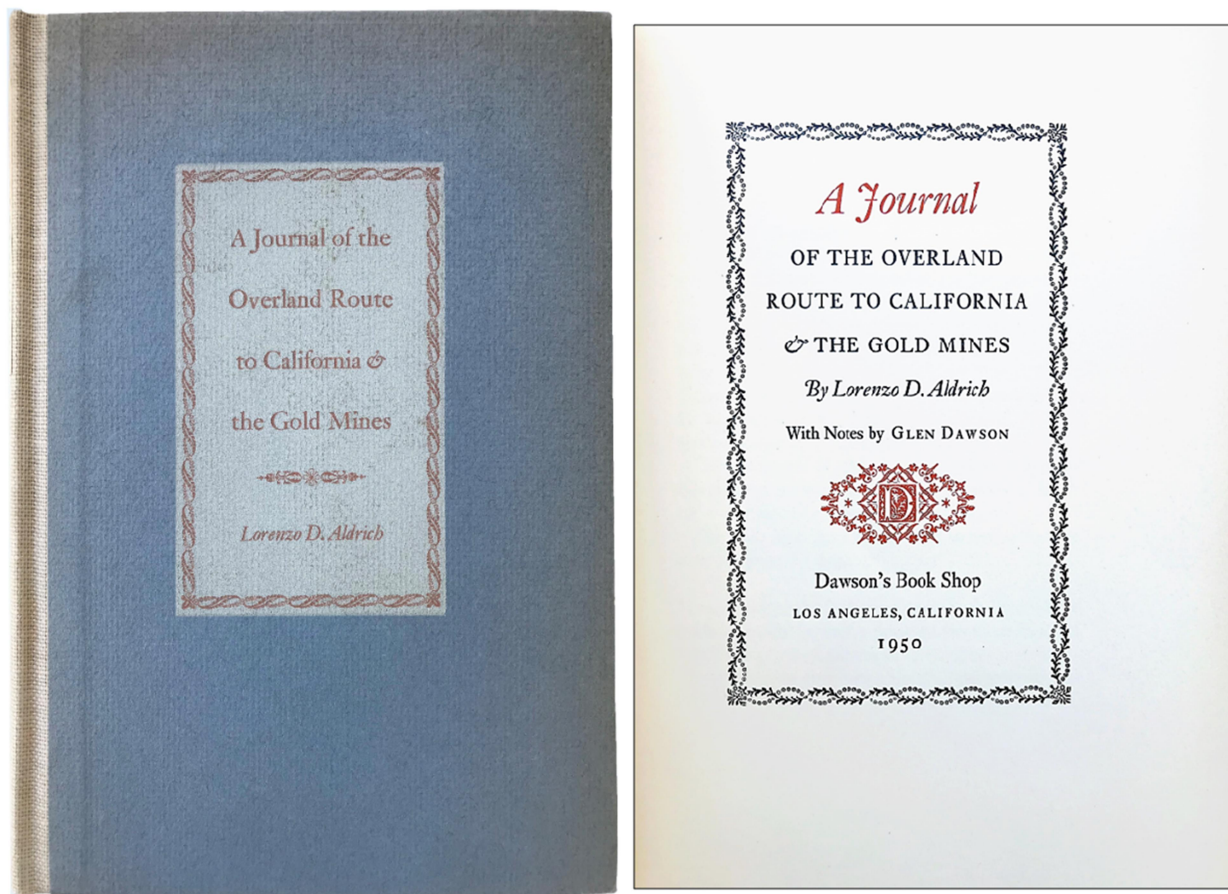 A Journal of the
Overland Route
to California &
the Gold Mines
Lorenzo D. Aldrich
A Journal
OF THE OVERLAND
ROUTE TO CALIFORNIA
& THE GOLD MINES
By Lorenzo D. Aldrich
With Notes by GLEN DAWSON
D
Dawson's Book Shop
LOS ANGELES, CALIFORNIA
1950